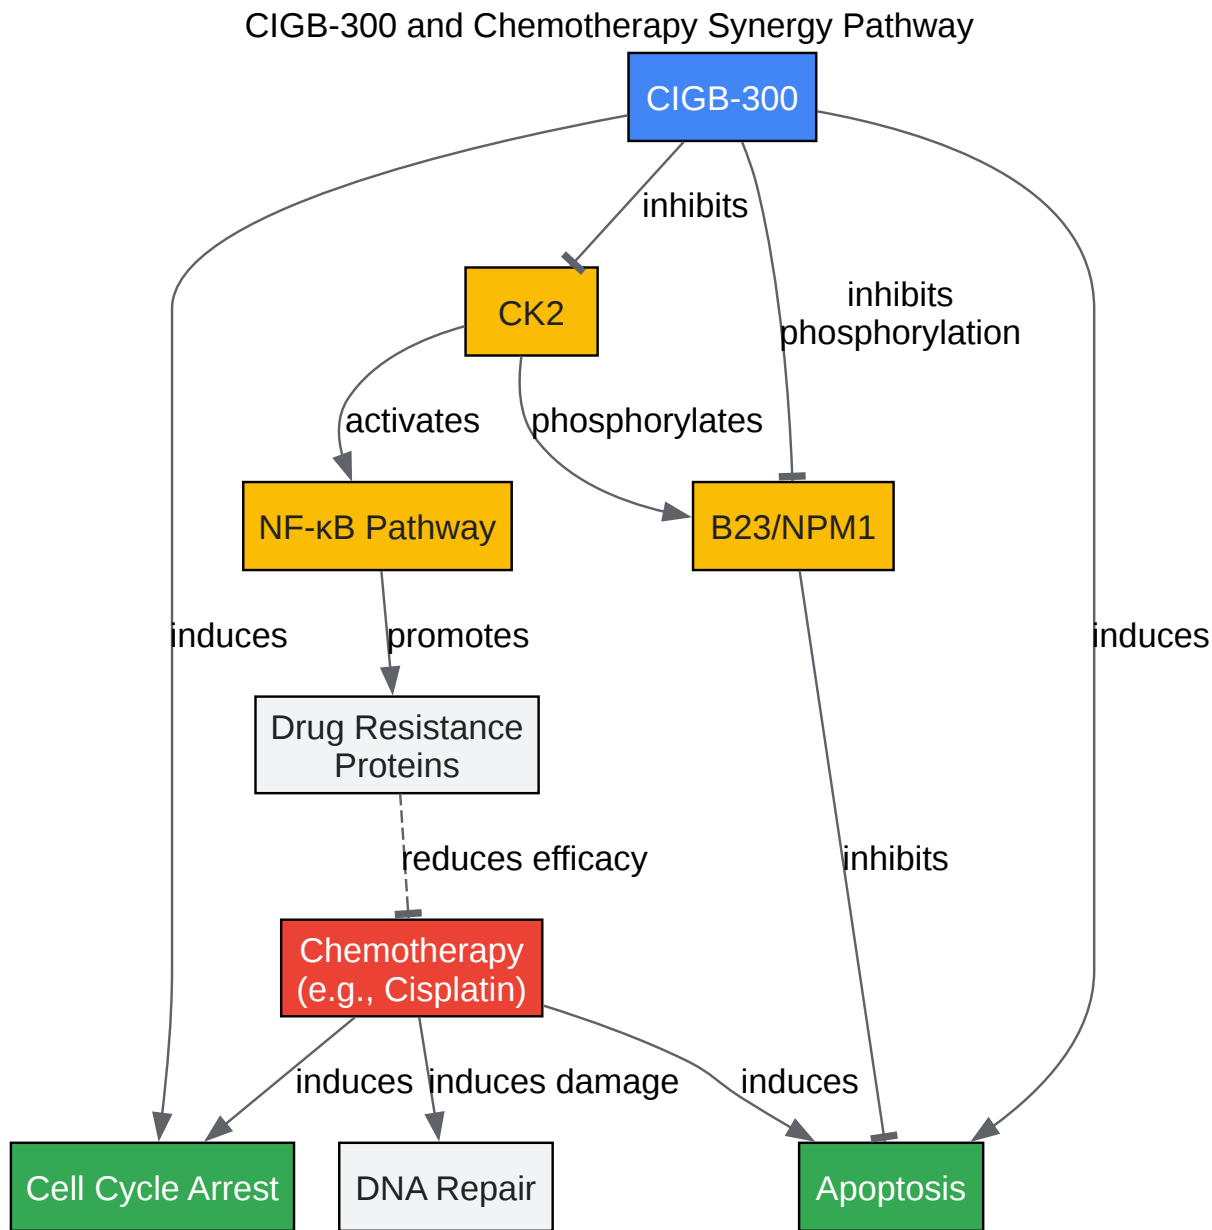 CIGB-300 and Chemotherapy Synergy Pathway
CIGB-300
inhibits
inhibits
phosphorylation
CK2
activates
phosphorylates
NF-κB Pathway
B23/NPM1
induces
promotes
induces
Drug Resistance
Proteins
reduces efficacy
inhibits
Chemotherapy
(e.g., Cisplatin)
induces
induces damage
induces
Cell Cycle Arrest
DNA Repair
Apoptosis